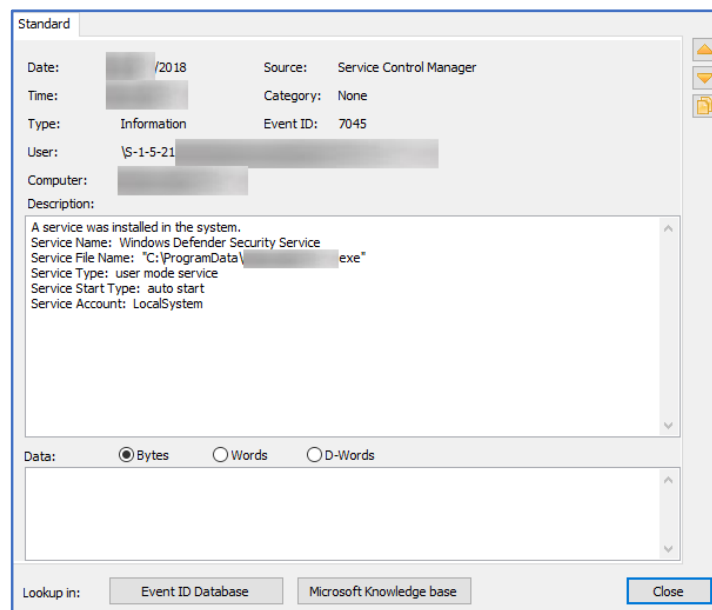 Standard
Date: /2018 Source: Service Control Manager
Time: Category: None
Type: Information Event ID: 7045
User: \S-1-5-21
Computer:
Description:
A service was installed in the system.
Service Name: Windows Defender Security Service
Service File Name: "C:\ProgramData\ exe"
Service Type: user mode service
Service Start Type: auto start
Service Account: LocalSystem
Data: Bytes Words D-Words
Lookup in: Event ID Database Microsoft Knowledge base Close